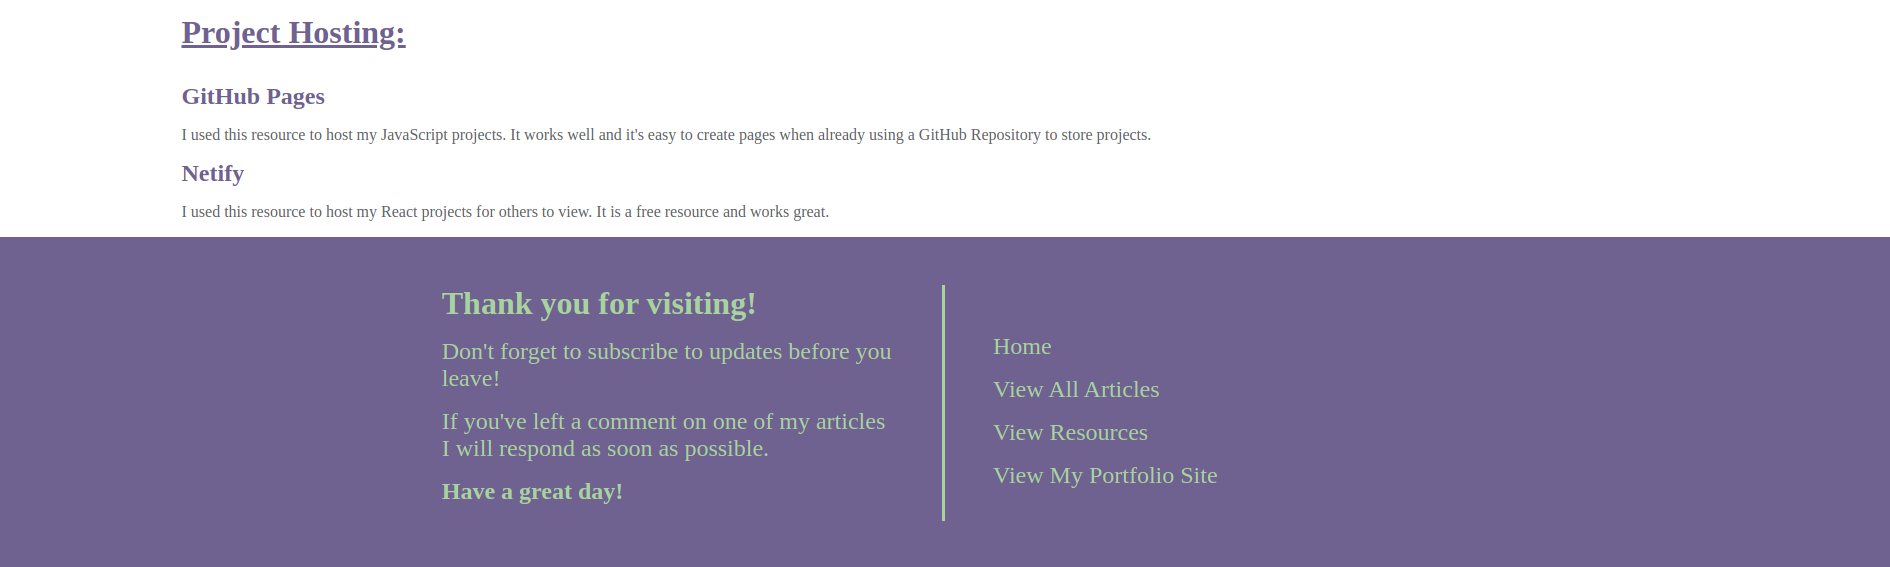 Project Hosting:
GitHub Pages
I used this resource to host my JavaScript projects. It works well and it's easy to create pages when already using a GitHub Repository to store projects.
Netify
I used this resource to host my React projects for others to view. It is a free resource and works great.
Thank you for visiting!
Don't forget to subscribe to updates before you
leave!
If you've left a comment on one of my articles
I will respond as soon as possible.
Have a great day!
Home
View All Articles
View Resources
View My Portfolio Site